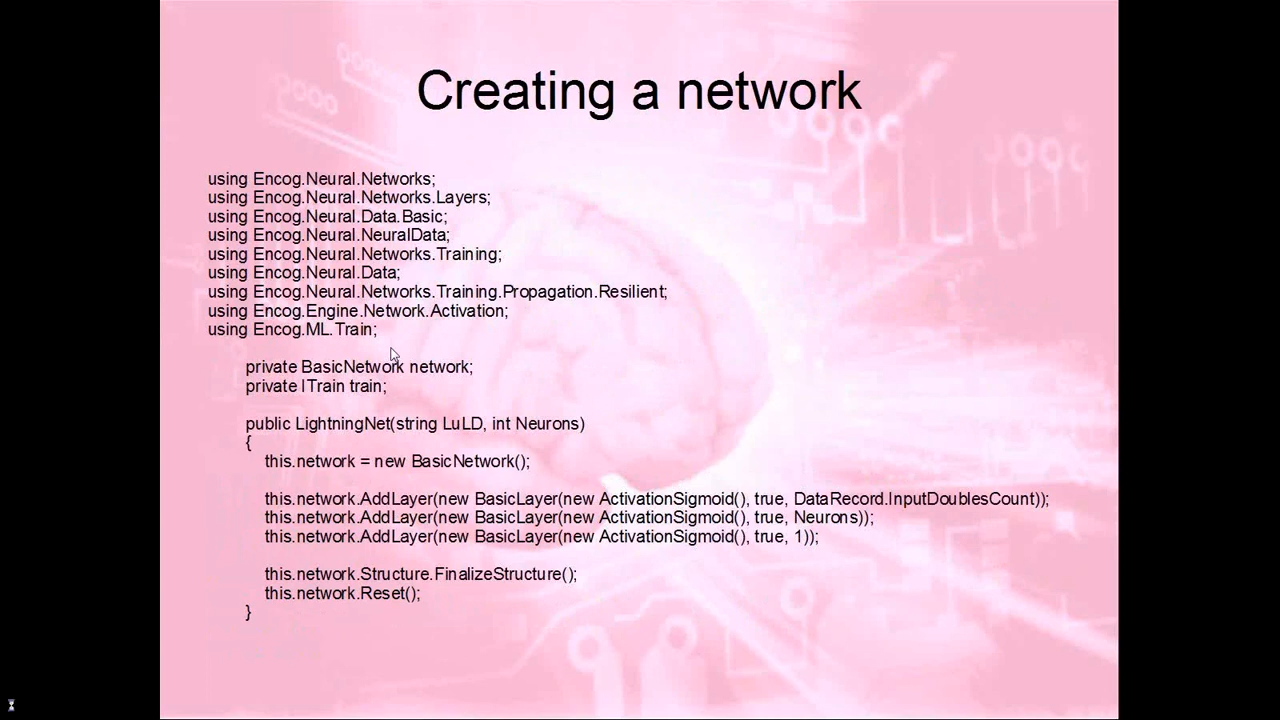 Creating a network
using Encog.Neural.Networks;
using Encog.Neural.Networks.Layers;
using Encog.Neural.Data.Basic;
using Encog.Neural.NeuralData;
using Encog.Neural.Networks.Training;
using Encog.Neural.Data;
using Encog.Neural.Networks.Training.Propagation.Resilient;
using Encog.Engine.Network.Activation;
using Encog.ML.Train;
private BasicNetwork network;
private ITrain train;
public LightningNet(string LuLD, int Neurons)
{
this.network = new BasicNetwork();
this.network.AddLayer(new BasicLayer(new ActivationSigmoid(), true, DataRecord.InputDoublesCount));
this.network.AddLayer(new BasicLayer(new ActivationSigmoid(), true, Neurons));
this.network.AddLayer(new BasicLayer(new ActivationSigmoid(), true, 1));
this.network.Structure.FinalizeStructure();
this.network.Reset();
}